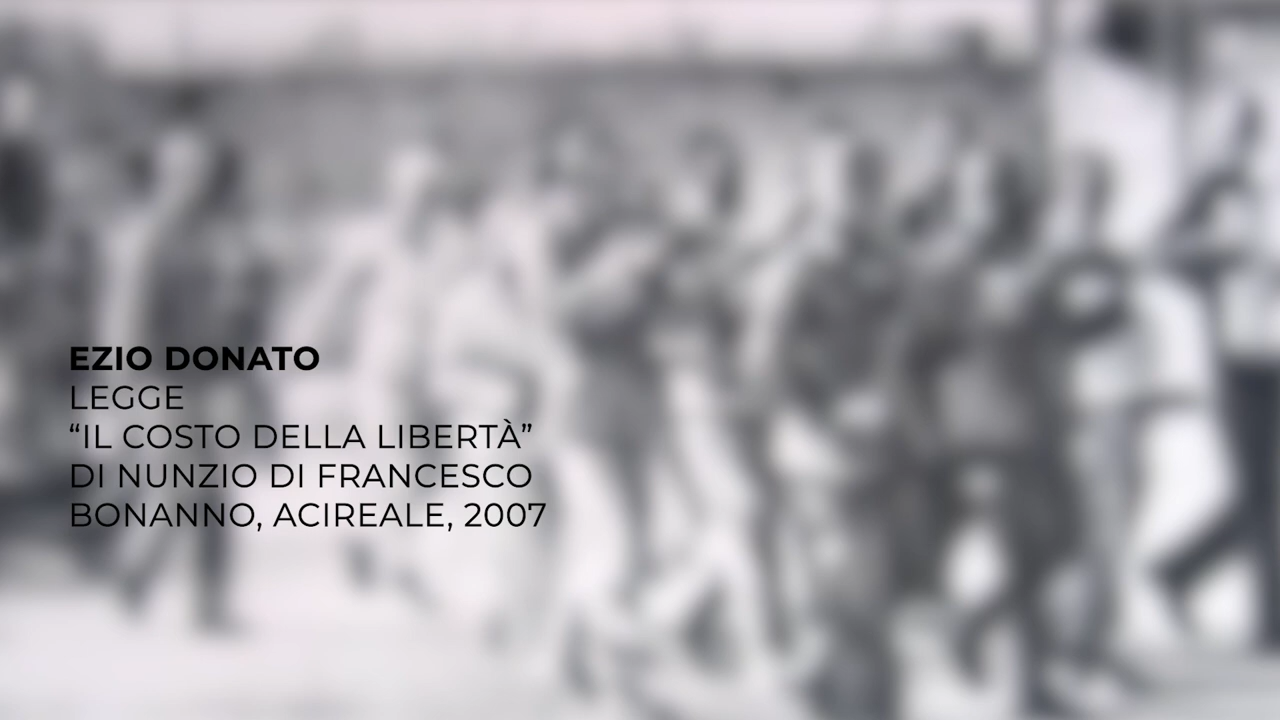 EZIO DONATO
LEGGE
“IL COSTO DELLA LIBERTÀ”
DI NUNZIO DI FRANCESCO
BONANNO, ACIREALE, 2007